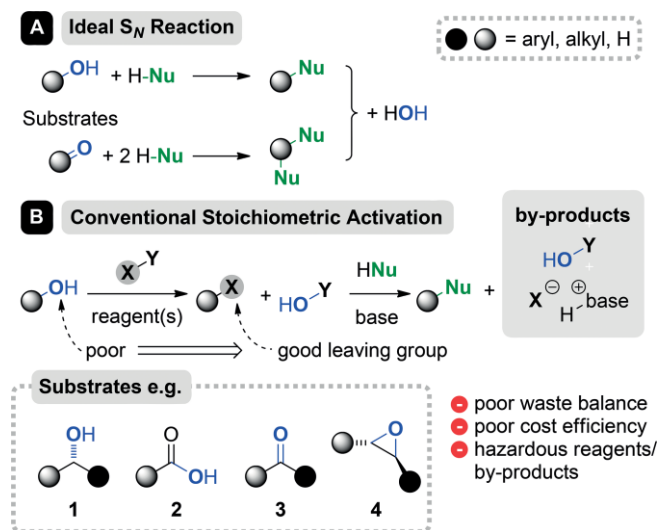 A Ideal SN Reaction
= aryl, alkyl, H
OH + H-Nu Nu
Substrates + HOH
O + 2 H-Nu Nu
Nu
B Conventional Stoichiometric Activation
by-products
OH X-Y X + HO-Y HNu Nu +
reagent(s) base
HO-Y
X⊖ ⊕
H-base
poor good leaving group
Substrates e.g.
OH O O O
OH
1 2 3 4
- poor waste balance
- poor cost efficiency
- hazardous reagents/
by-products